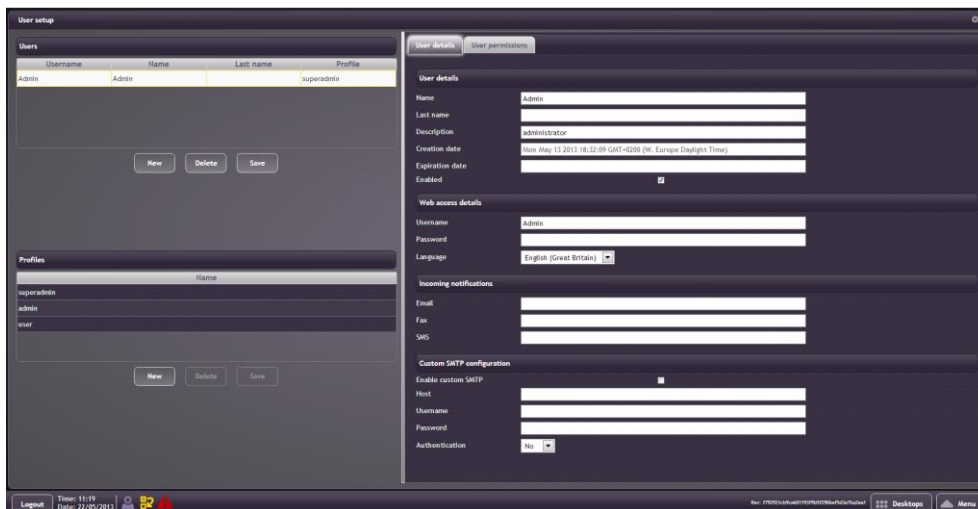 User setup
Users
Username Name Last name Profile
Admin Admin superadmin
New Delete Save
Profiles
Name
superadmin
admin
user
New Delete Save
User details User permissions
User details
Name Admin
Last name
Description administrator
Creation date Mon May 13 2013 18:32:09 GMT+0200 (W. Europe Daylight Time)
Expiration date
Enabled
Web access details
Username Admin
Password
Language English (Great Britain)
Incoming notifications
Email
Fax
SMS
Custom SMTP configuration
Enable custom SMTP
Host
Username
Password
Authentication No
Logout Time: 11:19
Date: 22/05/2013
Rev: Desktops Menu